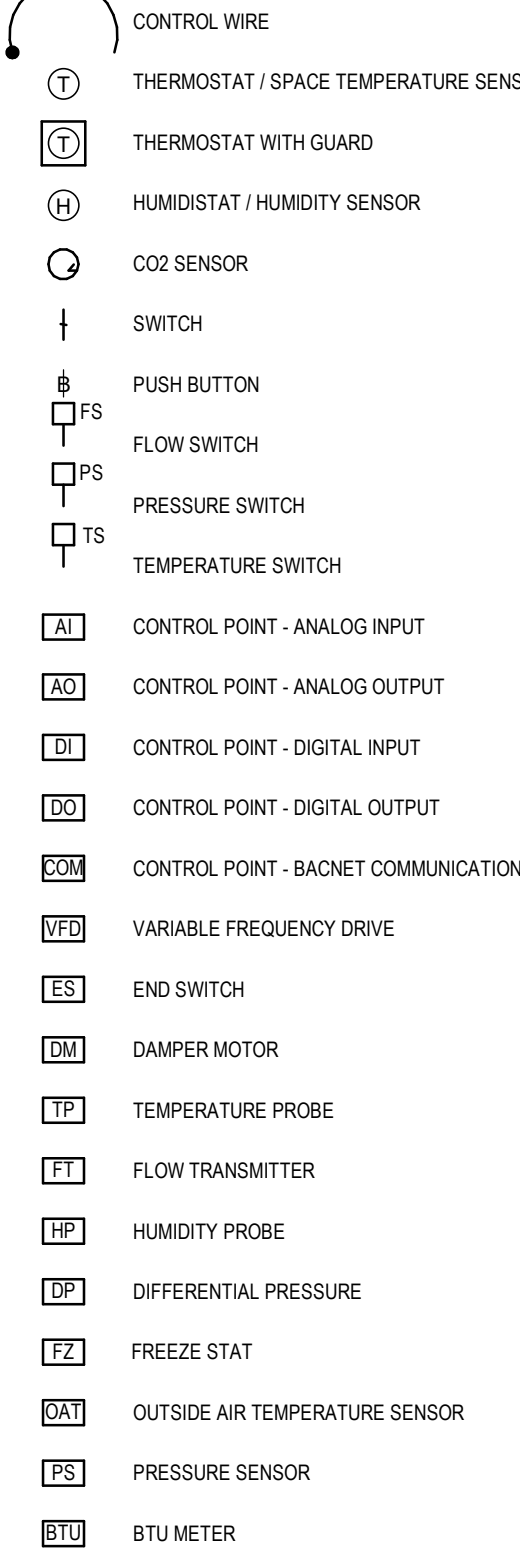 CONTROL WIRE
T THERMOSTAT / SPACE TEMPERATURE
T THERMOSTAT WITH GUARD
H HUMIDISTAT / HUMIDITY SENSOR
CO2 SENSOR
SWITCH
B PUSH BUTTON
FS
FLOW SWITCH
PS
PRESSURE SWITCH
TS
TEMPERATURE SWITCH
AI CONTROL POINT - ANALOG INPUT
AO CONTROL POINT - ANALOG OUTPUT
DI CONTROL POINT - DIGITAL INPUT
DO CONTROL POINT - DIGITAL OUTPUT
COM CONTROL POINT - BACNET COMMUNICATION
VFD VARIABLE FREQUENCY DRIVE
ES END SWITCH
DM DAMPER MOTOR
TP TEMPERATURE PROBE
FT FLOW TRANSMITTER
HP HUMIDITY PROBE
DP DIFFERENTIAL PRESSURE
FZ FREEZE STAT
OAT OUTSIDE AIR TEMPERATURE SENSOR
PS PRESSURE SENSOR
BTU BTU METER